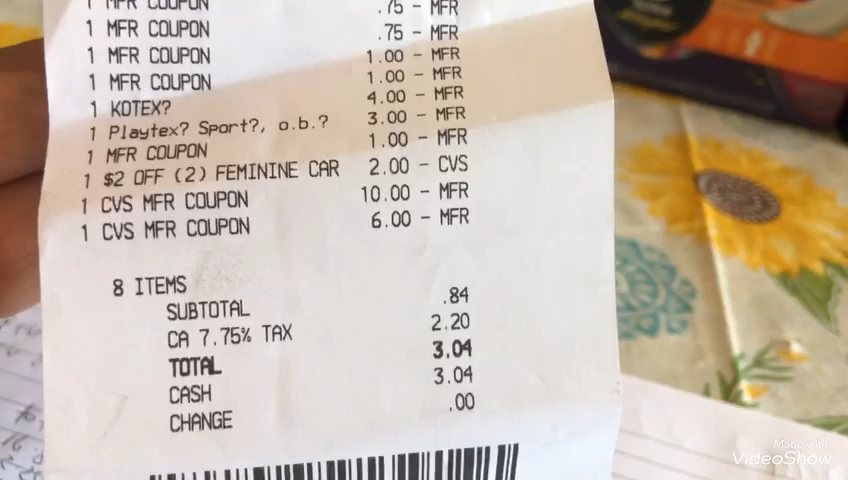 1 MFR COUPON .75 - MFR
1 MFR COUPON .75 - MFR
1 MFR COUPON 1.00 - MFR
1 MFR COUPON 1.00 - MFR
1 KOTEX? 4.00 - MFR
1 Playtex? Sport?, o.b.? 3.00 - MFR
1 MFR COUPON 1.00 - MFR
1 $2 OFF (2) FEMININE CAR 2.00 - CVS
1 CVS MFR COUPON 10.00 - MFR
1 CVS MFR COUPON 6.00 - MFR
8 ITEMS
SUBTOTAL .84
CA 7.75% TAX 2.20
TOTAL 3.04
CASH 3.04
CHANGE .00
Made with
VideoShow